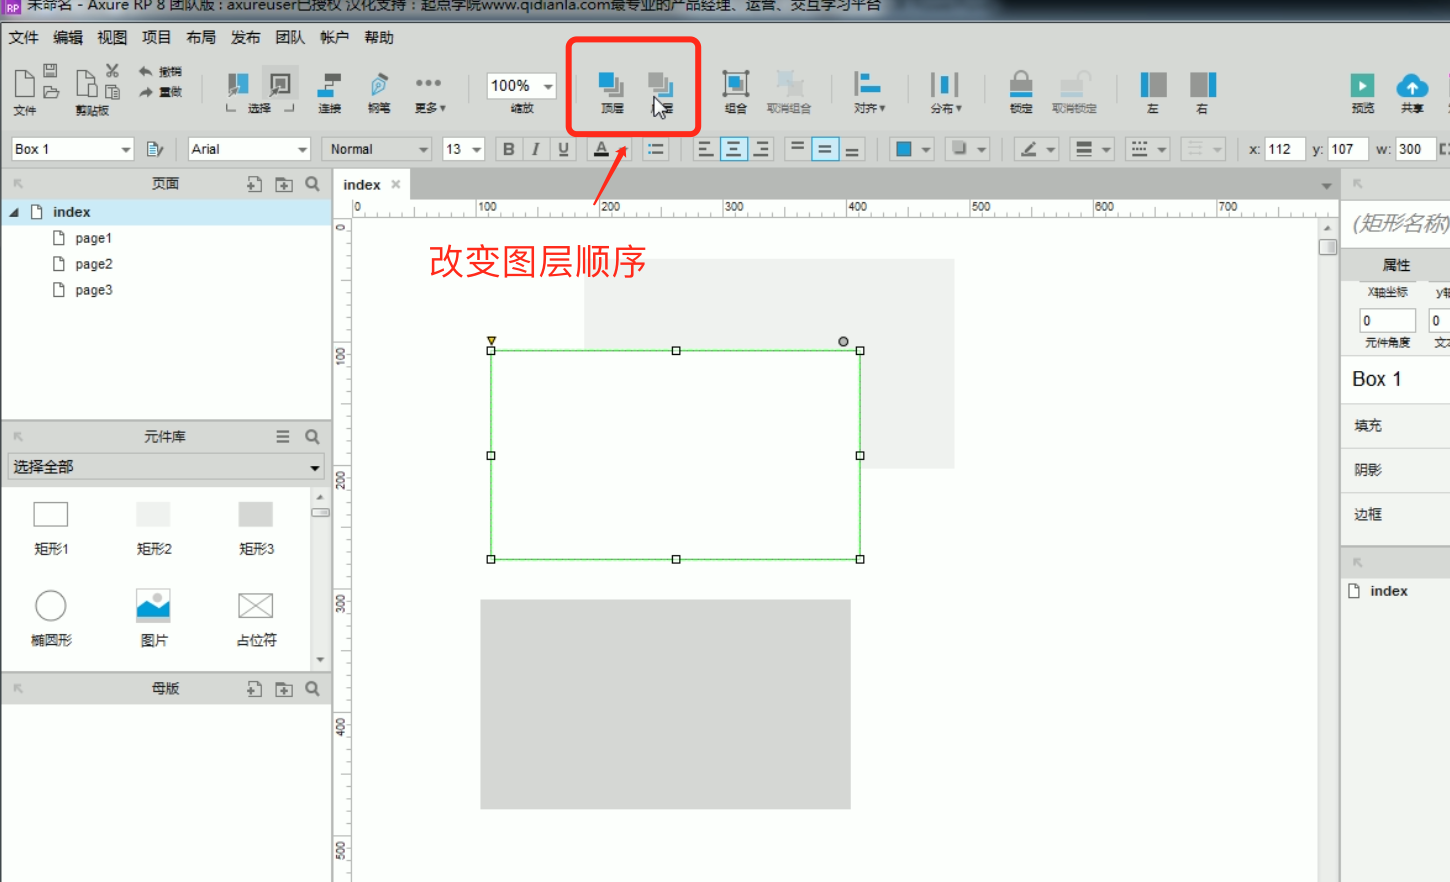 RP 未命名 - Axure RP 8 团队版 : axureuser已授权 汉化支持：起点学院www.qidianla.com最专业的产品经理、运营、交互学习平台
文件 编辑 视图 项目 布局 发布 团队 帐户 帮助
撤销
重做
文件 剪贴板 选择 连接 钢笔 更多 100% 缩放 顶层 层 组合 取消组合 对齐 分布 锁定 取消锁定 左 右 预览 共享
Box 1 Arial Normal 13 B I U A x: 112 y: 107 w: 300
页面
index
page1
page2
page3
元件库
选择全部
矩形1 矩形2 矩形3
椭圆形 图片 占位符
母版
index
0 100 200 300 400 500 600 700
0
100
200
300
400
500
改变图层顺序
(矩形名称)
属性
X轴坐标 y轴
0 0
元件角度 文本
Box 1
填充
阴影
边框
index